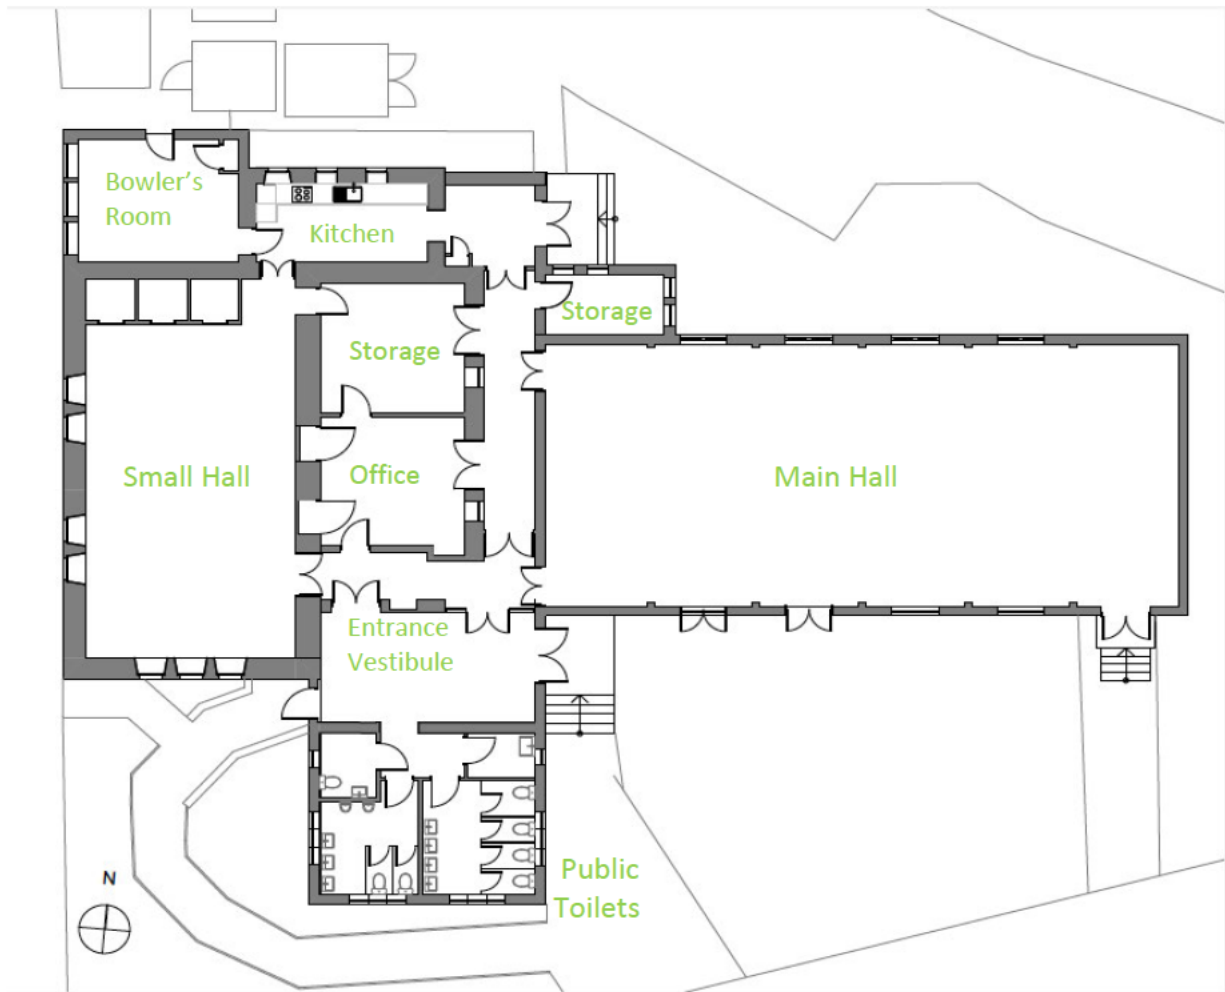 Bowler's
Room
Kitchen
Storage
Storage
Small Hall
Office
Main Hall
Entrance
Vestibule
Public
Toilets
N